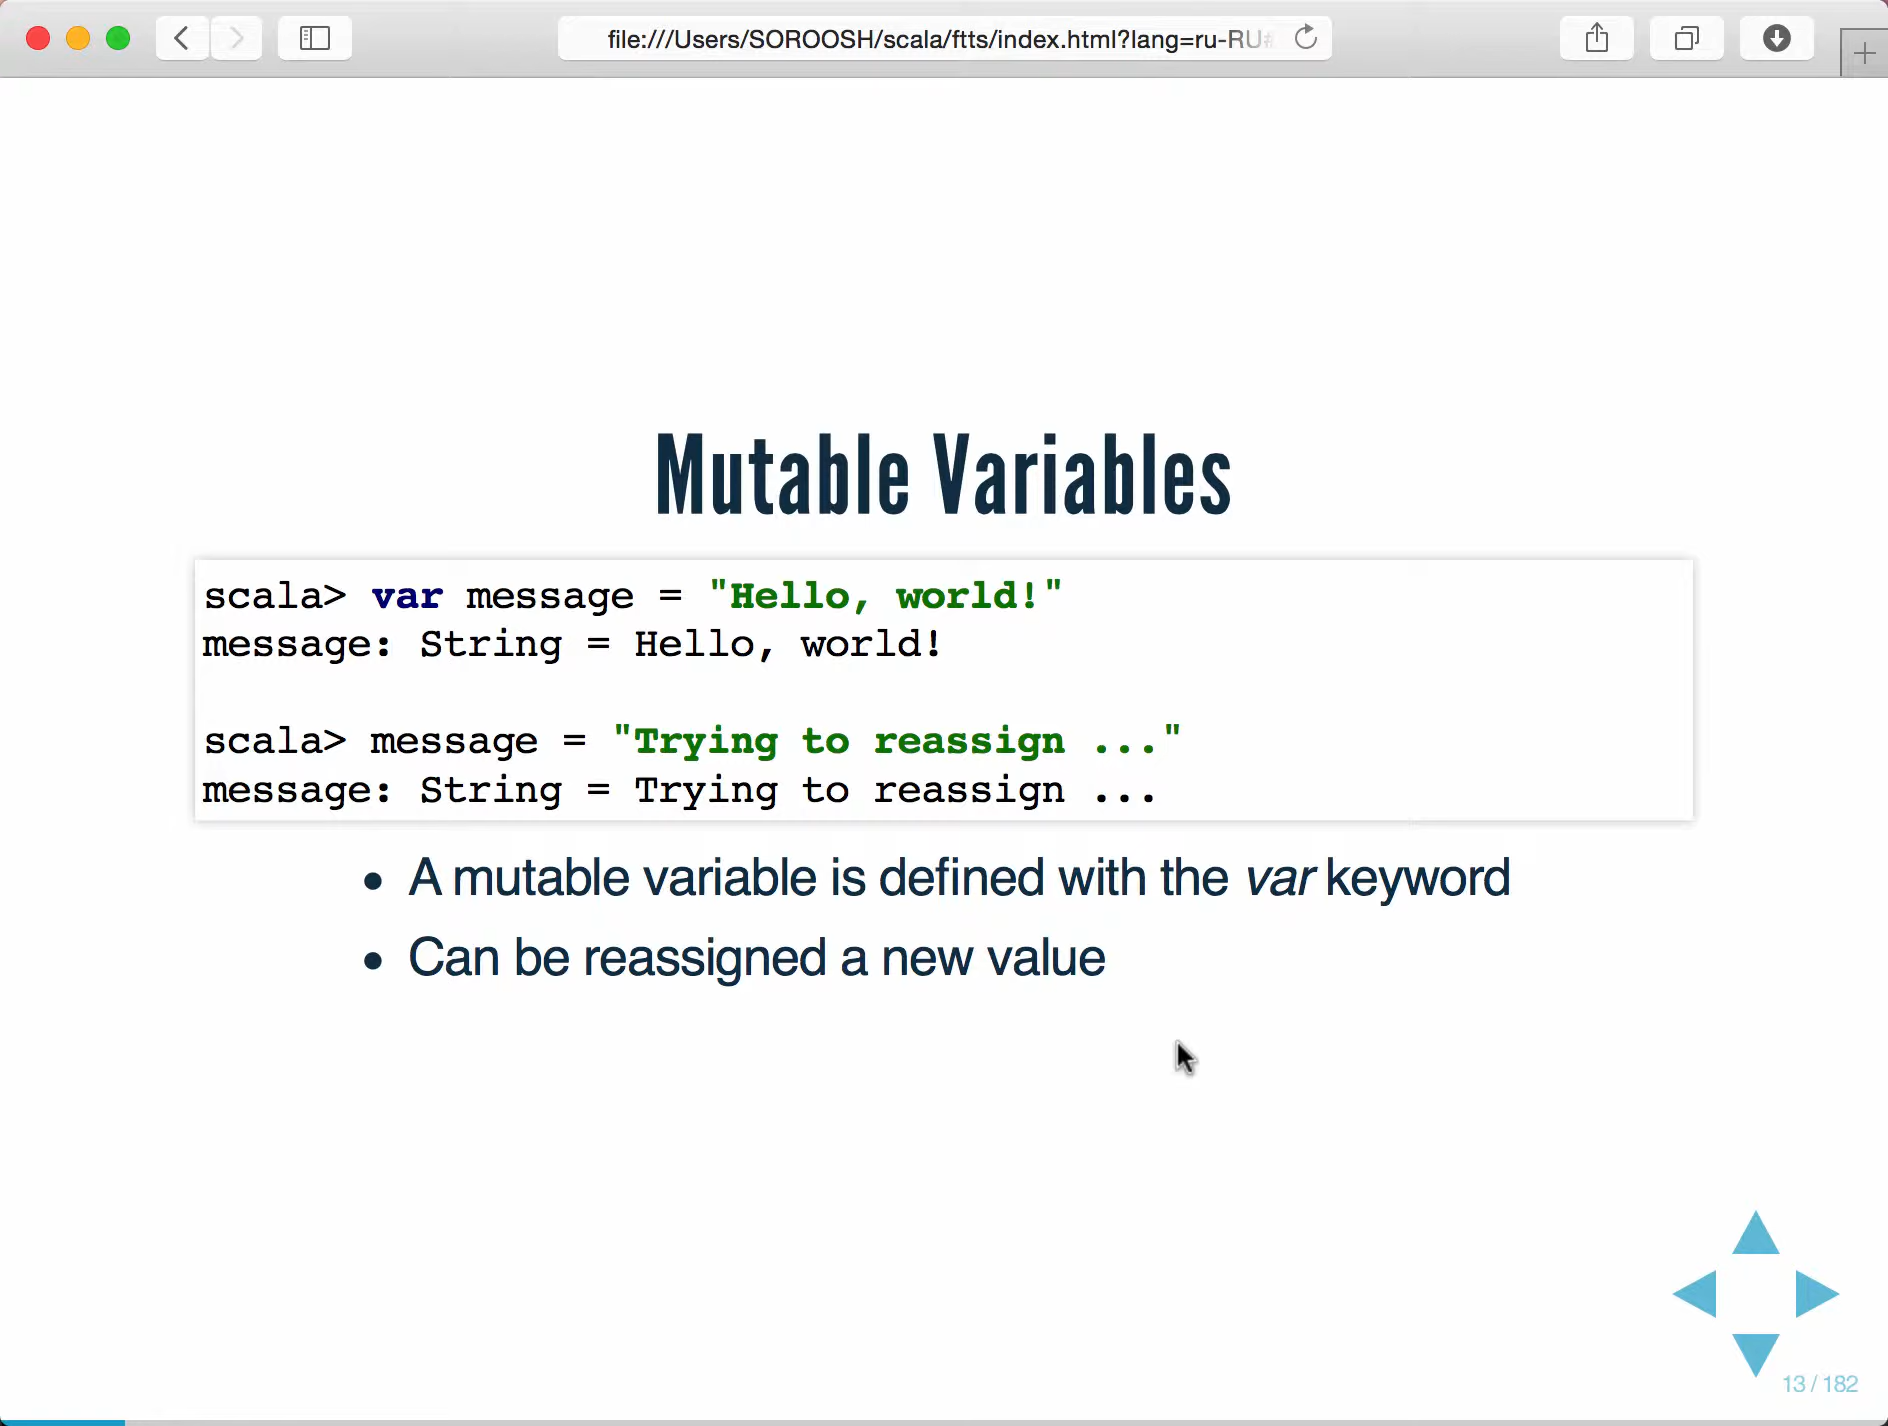 file:///Users/SOROOSH/scala/ftts/index.html?lang=ru-RU#
Mutable Variables
scala> var message = "Hello, world!"
message: String = Hello, world!
scala> message = "Trying to reassign ..."
message: String = Trying to reassign ...
• A mutable variable is defined with the var keyword
• Can be reassigned a new value
13 / 182